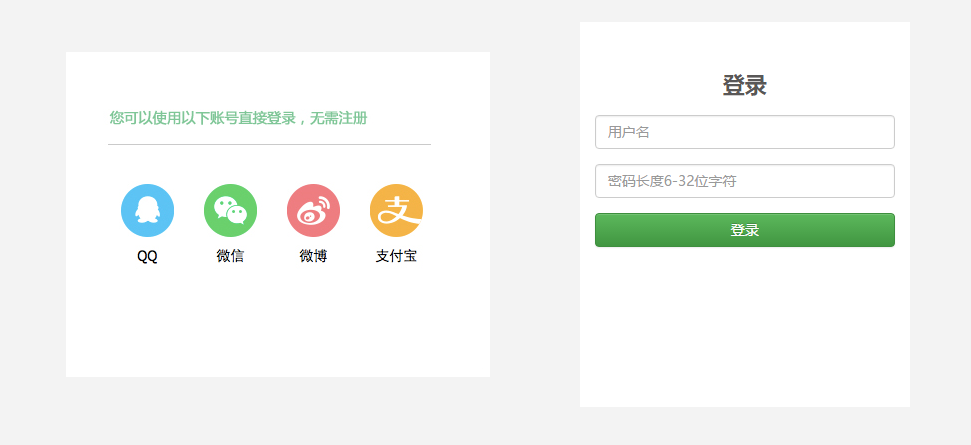 您可以使用以下账号直接登录，无需注册
QQ
微信
微博
支付宝
登录
用户名
密码长度6-32位字符
登录